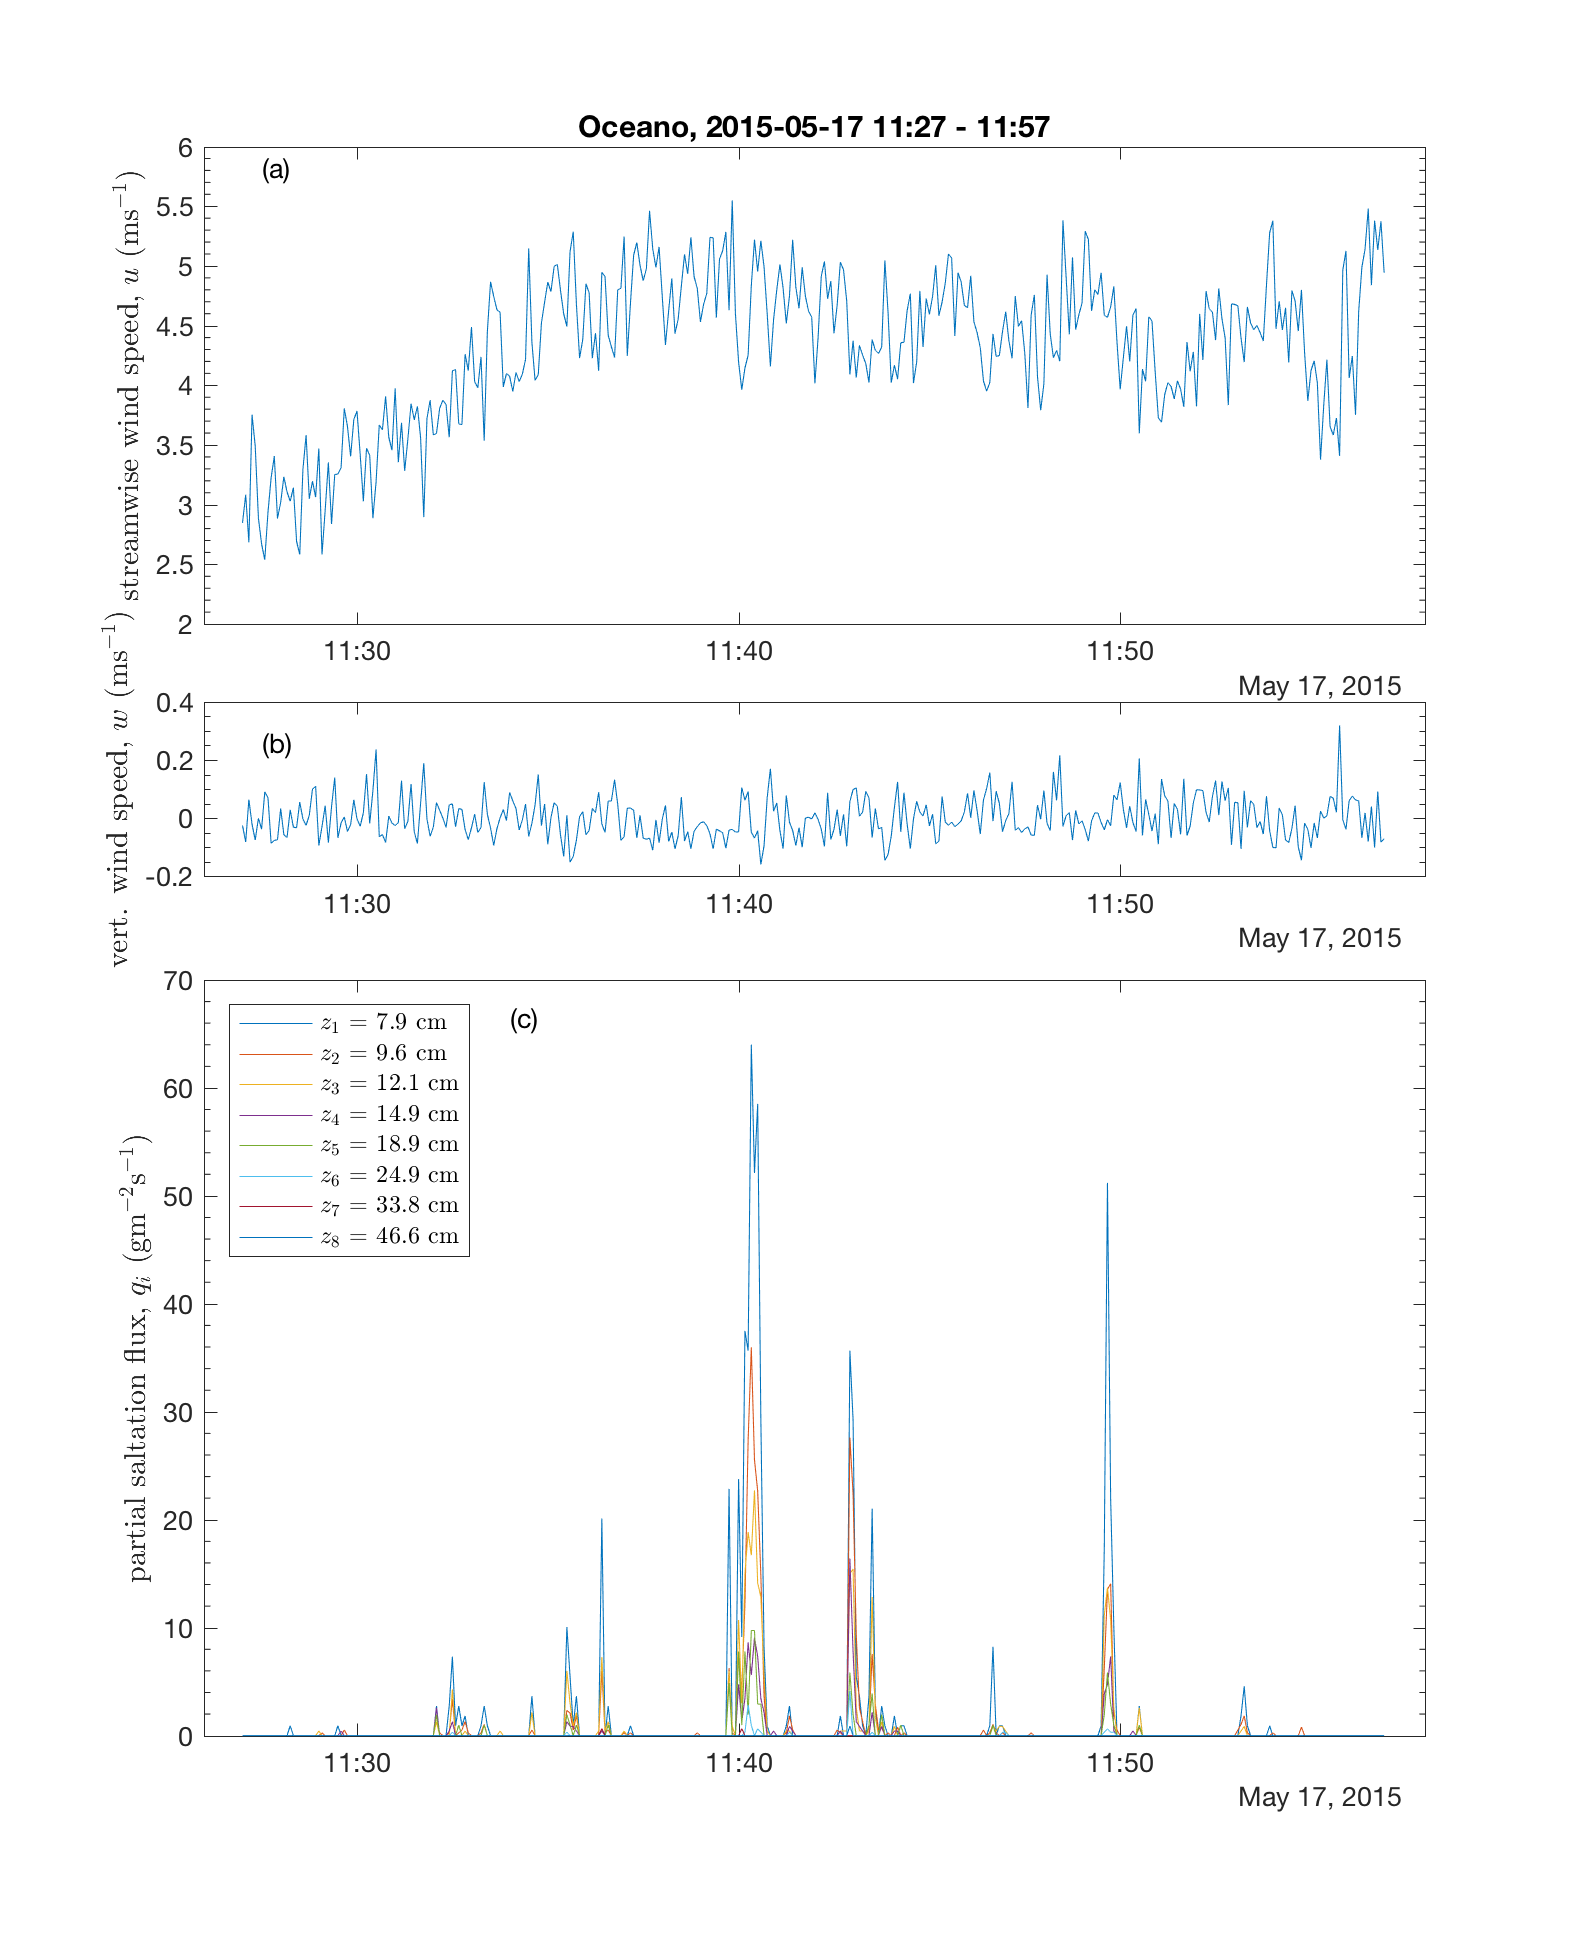 Oceano, 2015-05-17 11:27 - 11:57
(a)
streamwise wind speed, u (ms⁻¹)
6
5.5
5
4.5
4
3.5
3
2.5
2
11:30 11:40 11:50
May 17, 2015
(b)
vert. wind speed, w (ms⁻¹)
0.4
0.2
0
-0.2
11:30 11:40 11:50
May 17, 2015
(c)
partial saltation flux, qᵢ (gm⁻²s⁻¹)
70
60
50
40
30
20
10
0
z₁ = 7.9 cm
z₂ = 9.6 cm
z₃ = 12.1 cm
z₄ = 14.9 cm
z₅ = 18.9 cm
z₆ = 24.9 cm
z₇ = 33.8 cm
z₈ = 46.6 cm
11:30 11:40 11:50
May 17, 2015